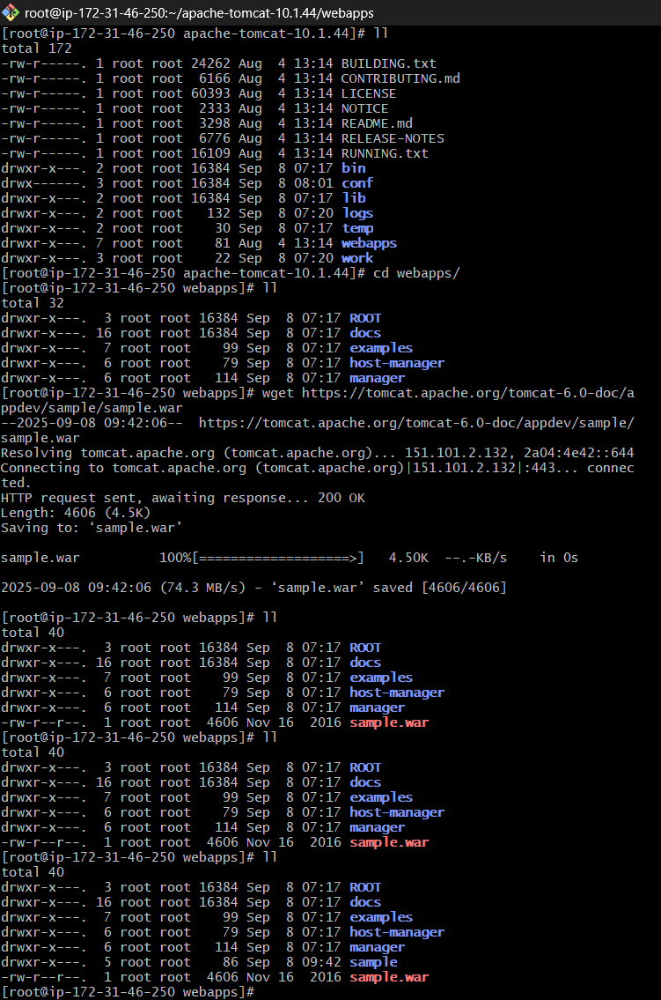 root@ip-172-31-46-250:~/apache-tomcat-10.1.44/webapps
[root@ip-172-31-46-250 apache-tomcat-10.1.44]# ll
total 172
-rw-r-----. 1 root root 24262 Aug  4 13:14 BUILDING.txt
-rw-r-----. 1 root root  6166 Aug  4 13:14 CONTRIBUTING.md
-rw-r-----. 1 root root 60393 Aug  4 13:14 LICENSE
-rw-r-----. 1 root root  2333 Aug  4 13:14 NOTICE
-rw-r-----. 1 root root  3298 Aug  4 13:14 README.md
-rw-r-----. 1 root root  6776 Aug  4 13:14 RELEASE-NOTES
-rw-r-----. 1 root root 16109 Aug  4 13:14 RUNNING.txt
drwxr-x---. 2 root root 16384 Sep  8 07:17 bin
drwx------. 3 root root 16384 Sep  8 08:01 conf
drwxr-x---. 2 root root 16384 Sep  8 07:17 lib
drwxr-x---. 2 root root   132 Sep  8 07:20 logs
drwxr-x---. 2 root root    30 Sep  8 07:17 temp
drwxr-x---. 7 root root    81 Aug  4 13:14 webapps
drwxr-x---. 3 root root    22 Sep  8 07:20 work
[root@ip-172-31-46-250 apache-tomcat-10.1.44]# cd webapps/
[root@ip-172-31-46-250 webapps]# ll
total 32
drwxr-x---.  3 root root 16384 Sep  8 07:17 ROOT
drwxr-x---. 16 root root 16384 Sep  8 07:17 docs
drwxr-x---.  7 root root    99 Sep  8 07:17 examples
drwxr-x---.  6 root root    79 Sep  8 07:17 host-manager
drwxr-x---.  6 root root   114 Sep  8 07:17 manager
[root@ip-172-31-46-250 webapps]# wget https://tomcat.apache.org/tomcat-6.0-doc/a
ppdev/sample/sample.war
--2025-09-08 09:42:06--  https://tomcat.apache.org/tomcat-6.0-doc/appdev/sample/
sample.war
Resolving tomcat.apache.org (tomcat.apache.org)... 151.101.2.132, 2a04:4e42::644
Connecting to tomcat.apache.org (tomcat.apache.org)|151.101.2.132|:443... connec
ted.
HTTP request sent, awaiting response... 200 OK
Length: 4606 (4.5K)
Saving to: ‘sample.war’
sample.war          100%[===================>]   4.50K  --.-KB/s    in 0s
2025-09-08 09:42:06 (74.3 MB/s) - ‘sample.war’ saved [4606/4606]
[root@ip-172-31-46-250 webapps]# ll
total 40
drwxr-x---.  3 root root 16384 Sep  8 07:17 ROOT
drwxr-x---. 16 root root 16384 Sep  8 07:17 docs
drwxr-x---.  7 root root    99 Sep  8 07:17 examples
drwxr-x---.  6 root root    79 Sep  8 07:17 host-manager
drwxr-x---.  6 root root   114 Sep  8 07:17 manager
-rw-r--r--.  1 root root  4606 Nov 16  2016 sample.war
[root@ip-172-31-46-250 webapps]# ll
total 40
drwxr-x---.  3 root root 16384 Sep  8 07:17 ROOT
drwxr-x---. 16 root root 16384 Sep  8 07:17 docs
drwxr-x---.  7 root root    99 Sep  8 07:17 examples
drwxr-x---.  6 root root    79 Sep  8 07:17 host-manager
drwxr-x---.  6 root root   114 Sep  8 07:17 manager
-rw-r--r--.  1 root root  4606 Nov 16  2016 sample.war
[root@ip-172-31-46-250 webapps]# ll
total 40
drwxr-x---.  3 root root 16384 Sep  8 07:17 ROOT
drwxr-x---. 16 root root 16384 Sep  8 07:17 docs
drwxr-x---.  7 root root    99 Sep  8 07:17 examples
drwxr-x---.  6 root root    79 Sep  8 07:17 host-manager
drwxr-x---.  6 root root   114 Sep  8 07:17 manager
drwxr-x---.  5 root root    86 Sep  8 09:42 sample
-rw-r--r--.  1 root root  4606 Nov 16  2016 sample.war
[root@ip-172-31-46-250 webapps]#